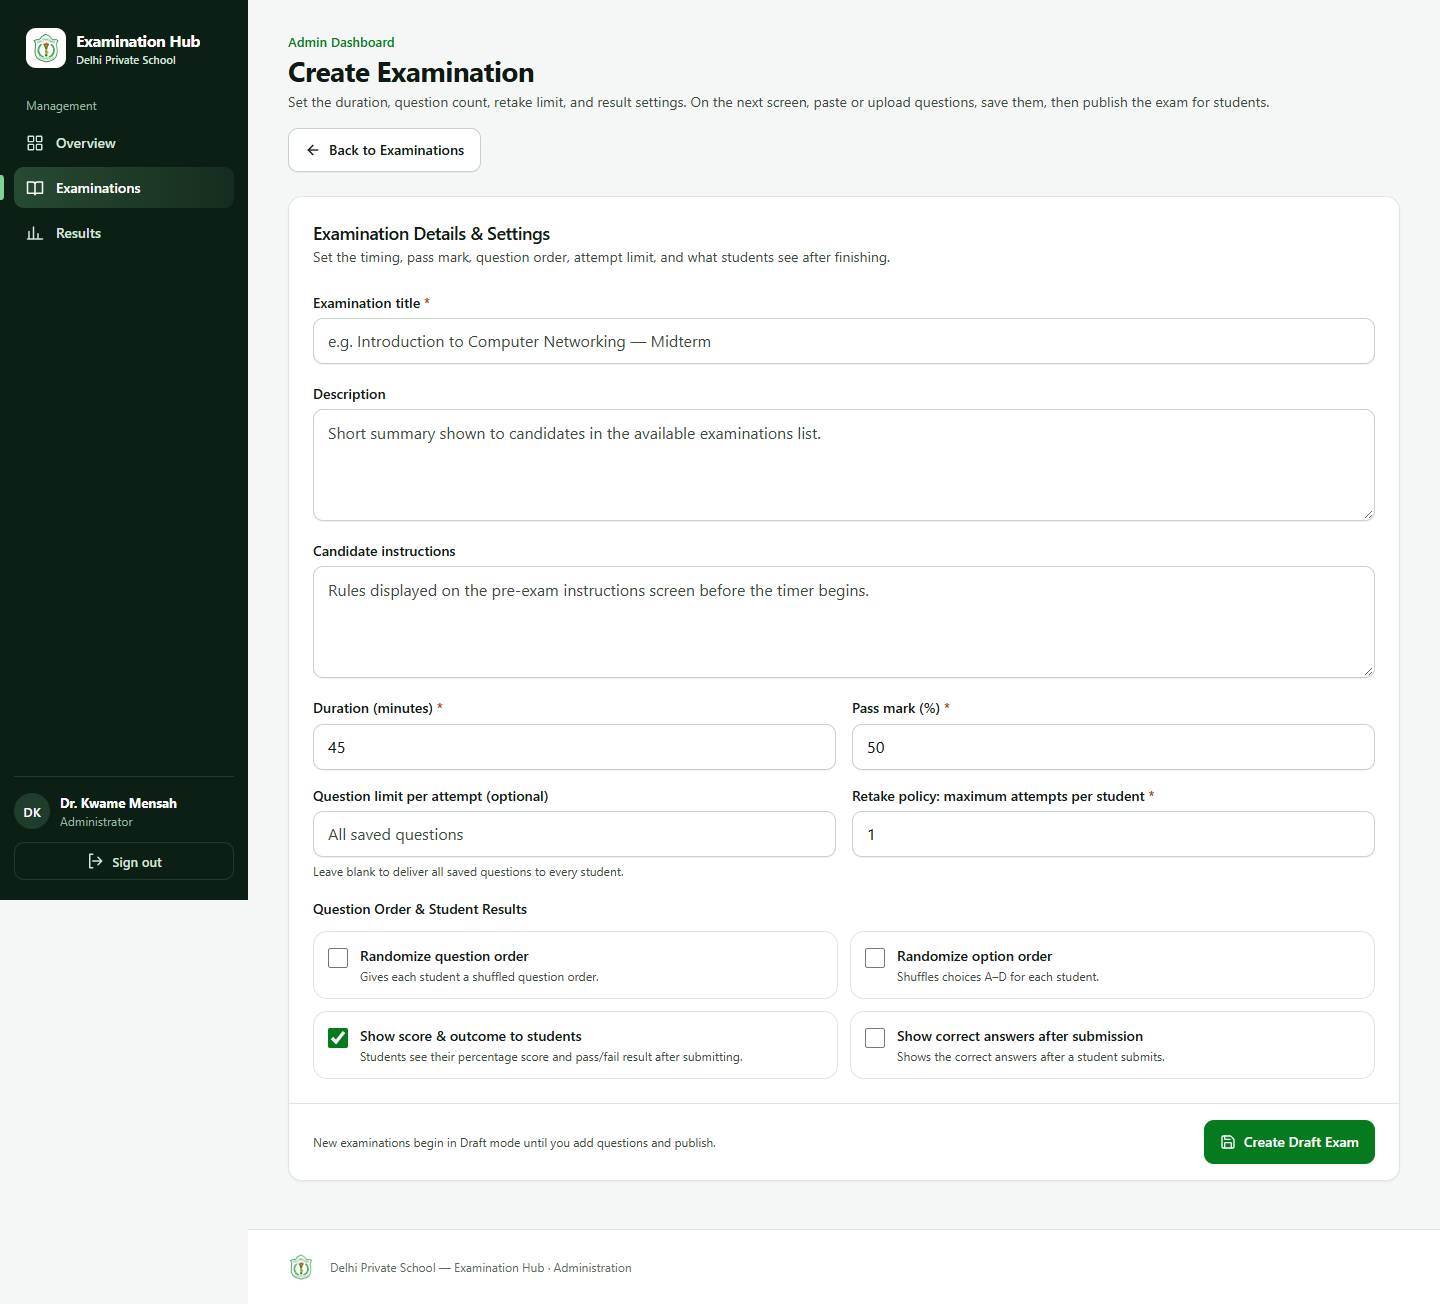 Examination Hub
Delhi Private School
Management
Overview
Examinations
Results
Dr. Kwame Mensah
DK
Administrator
Sign out
Admin Dashboard
Create Examination
Set the duration, question count, retake limit, and result settings. On the next screen, paste or upload questions, save them, then publish the exam for students.
Back to Examinations
Examination Details & Settings
Set the timing, pass mark, question order, attempt limit, and what students see after finishing.
Examination title *
e.g. Introduction to Computer Networking — Midterm
Description
Short summary shown to candidates in the available examinations list.
Candidate instructions
Rules displayed on the pre-exam instructions screen before the timer begins.
Duration (minutes) *
45
Pass mark (%) *
50
Question limit per attempt (optional)
All saved questions
Leave blank to deliver all saved questions to every student.
Retake policy: maximum attempts per student *
1
Question Order & Student Results
Randomize question order
Gives each student a shuffled question order.
Randomize option order
Shuffles choices A–D for each student.
Show score & outcome to students
Students see their percentage score and pass/fail result after submitting.
Show correct answers after submission
Shows the correct answers after a student submits.
New examinations begin in Draft mode until you add questions and publish.
Create Draft Exam
Delhi Private School — Examination Hub · Administration